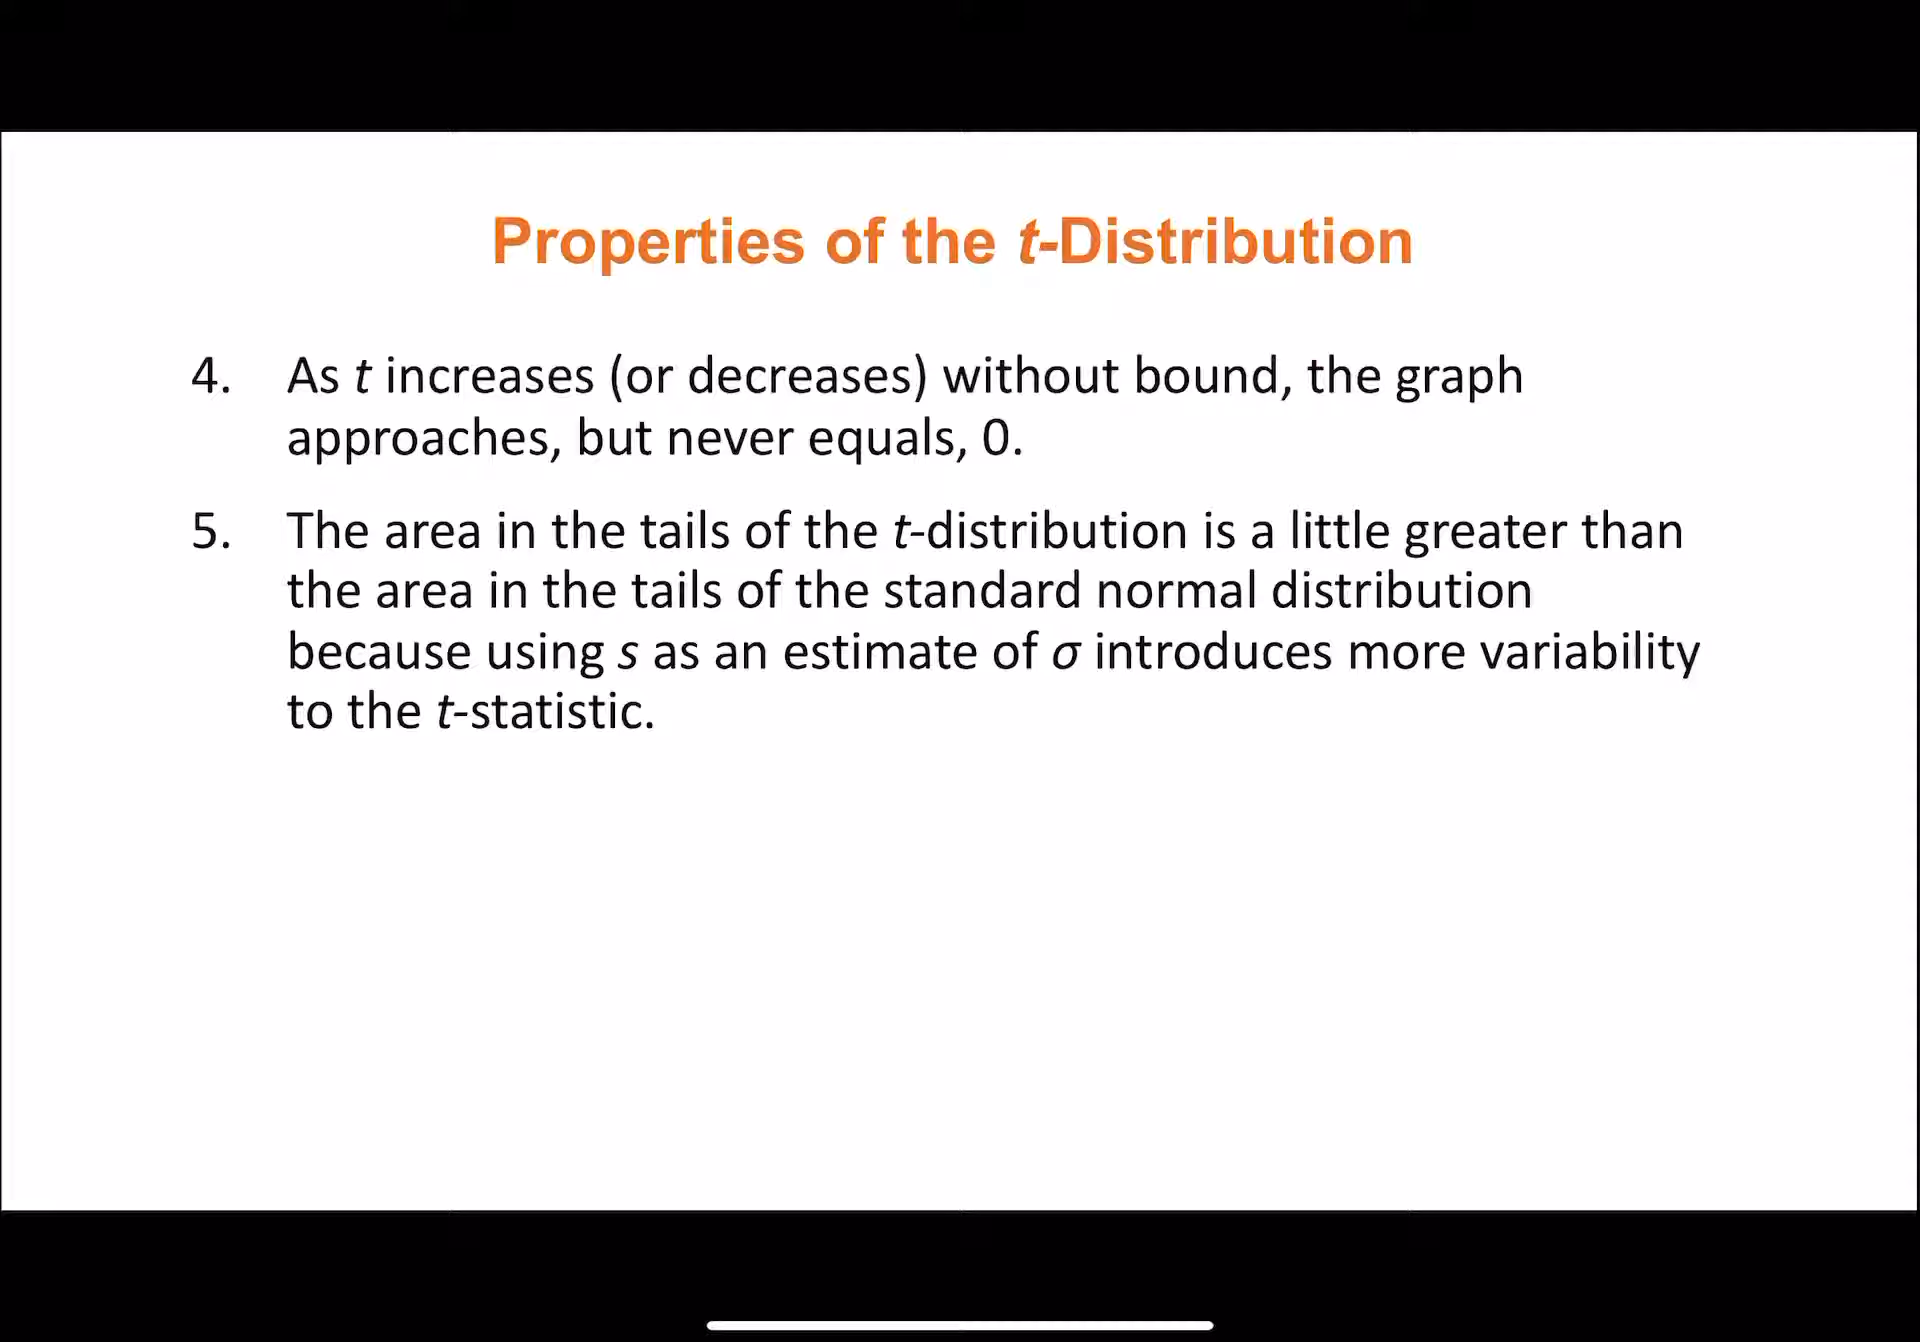 Properties of the t-Distribution
4. As t increases (or decreases) without bound, the graph
approaches, but never equals, 0.
5. The area in the tails of the t-distribution is a little greater than
the area in the tails of the standard normal distribution
because using s as an estimate of σ introduces more variability
to the t-statistic.